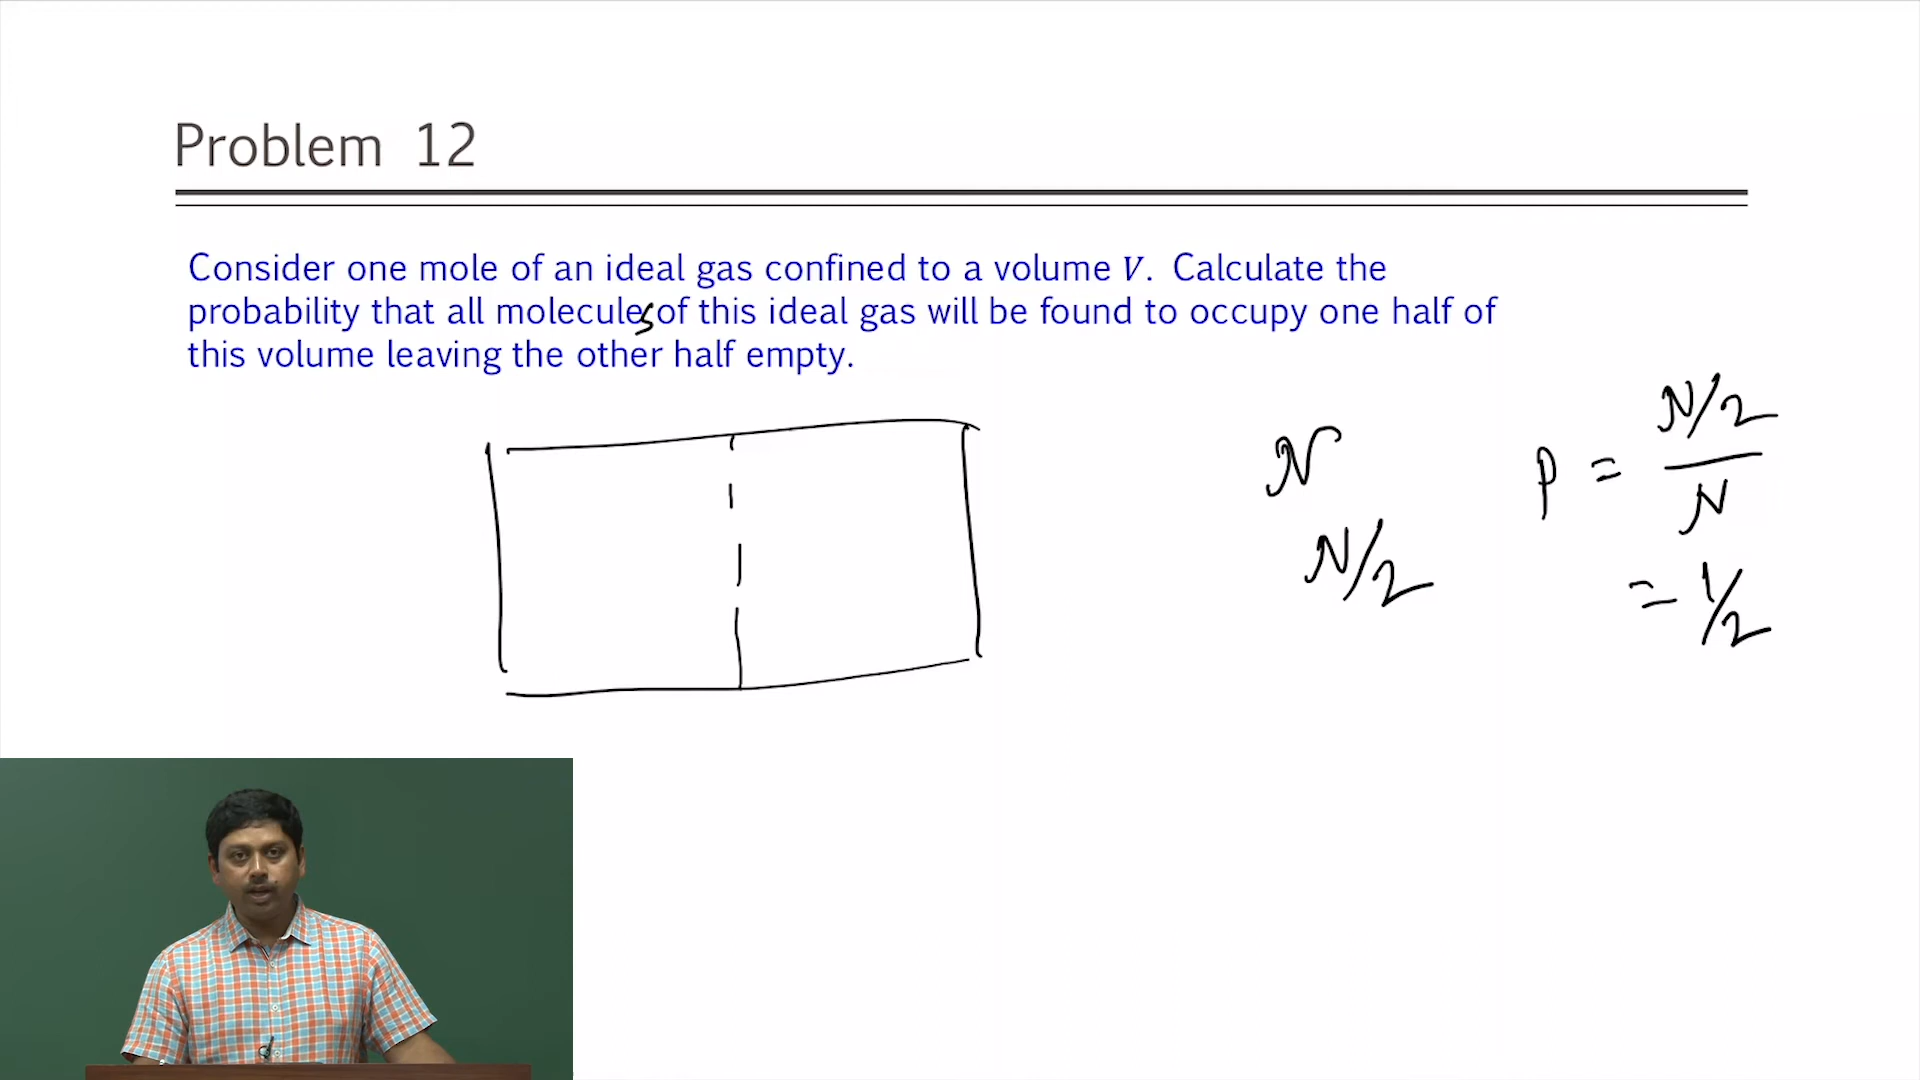 Problem 12
Consider one mole of an ideal gas confined to a volume V. Calculate the
probability that all molecules of this ideal gas will be found to occupy one half of
this volume leaving the other half empty.
N
N/2
p = N/2
N
= 1/2